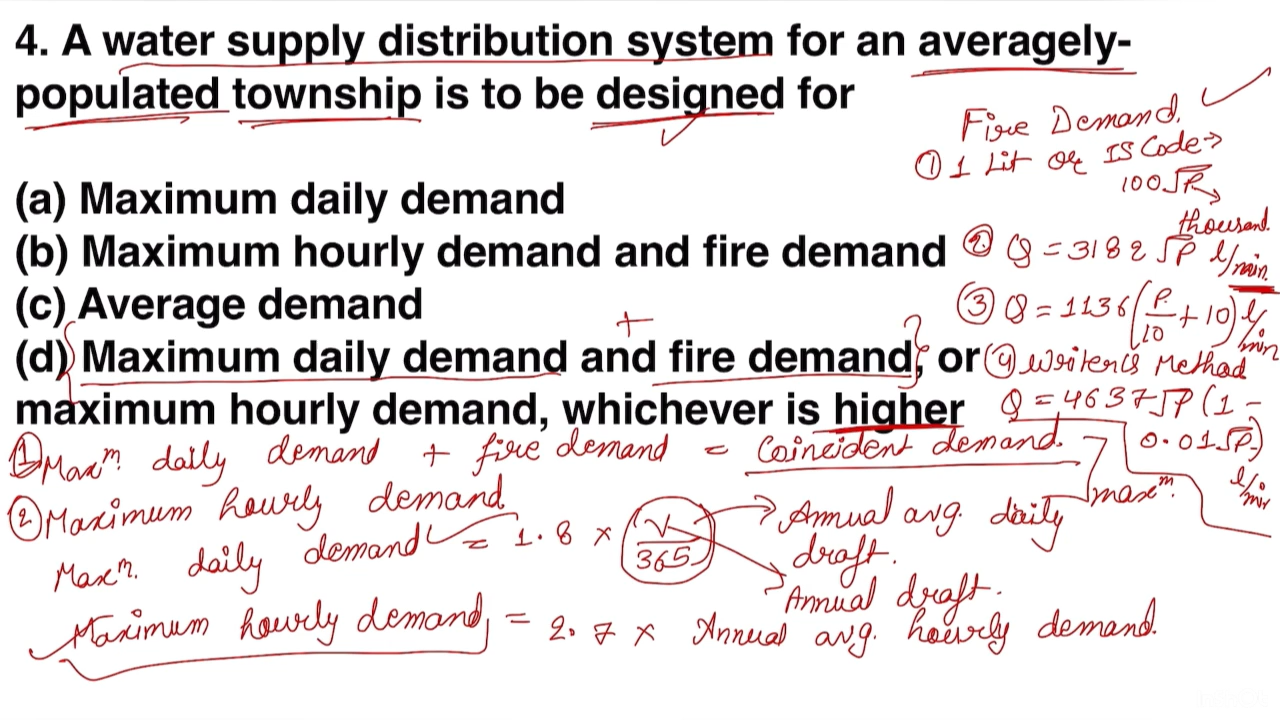 4. A water supply distribution system for an averagely-
populated township is to be designed for
Fire Demand.
① 1 Lit or IS Code →
100√P
thousand.
(a) Maximum daily demand
(b) Maximum hourly demand and fire demand
② Q = 3182 √P l/min.
(c) Average demand
③ Q = 1136 (P/10 + 10) l/min
+
(d) Maximum daily demand and fire demand, or
maximum hourly demand, whichever is higher
④ Method
Q = 4637√P (1 -
0.01√P) l/min
① Maxm. daily demand + fire demand = Coincident demand.
② Maximum hourly demand
maxm.
Maxm. daily demand = 1.8 × V/365
Annual avg. daily
draft.
Annual draft.
Maximum hourly demand = 2.7 × Annual avg. hourly demand.